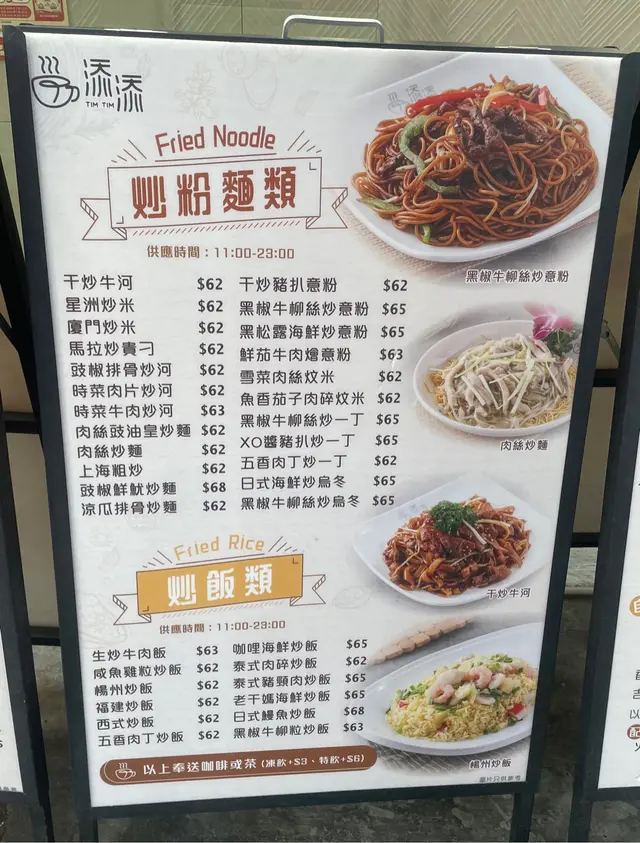 添添
TIM TIM
Fried Noodle
炒粉麵類
供應時間：11:00-23:00
黑椒牛柳絲炒意粉
干炒牛河 $62
星洲炒米 $62
廈門炒米 $62
馬拉炒貴刁 $62
豉椒排骨炒河 $62
時菜肉片炒河 $62
時菜牛肉炒河 $63
肉絲豉油皇炒麵 $62
肉絲炒麵 $62
上海粗炒 $62
豉椒鮮魷炒麵 $68
涼瓜排骨炒麵 $62
干炒豬扒意粉 $62
黑椒牛柳絲炒意粉 $65
黑松露海鮮炒意粉 $65
鮮茄牛肉燴意粉 $63
雪菜肉絲炆米 $62
魚香茄子肉碎炆米 $62
黑椒牛柳絲炒一丁 $65
XO醬豬扒炒一丁 $65
五香肉丁炒一丁 $62
日式海鮮炒烏冬 $65
黑椒牛柳絲炒烏冬 $65
肉絲炒麵
干炒牛河
Fried Rice
炒飯類
供應時間：11:00-23:00
生炒牛肉飯 $63
咸魚雞粒炒飯 $62
楊州炒飯 $62
福建炒飯 $62
西式炒飯 $62
五香肉丁炒飯 $62
咖哩海鮮炒飯 $65
泰式肉碎炒飯 $62
泰式豬頸肉炒飯 $65
老干媽海鮮炒飯 $65
日式鰻魚炒飯 $68
黑椒牛柳粒炒飯 $63
楊州炒飯
圖片只供參考
以上奉送咖啡或茶 (凍飲+$3、特飲+$6)